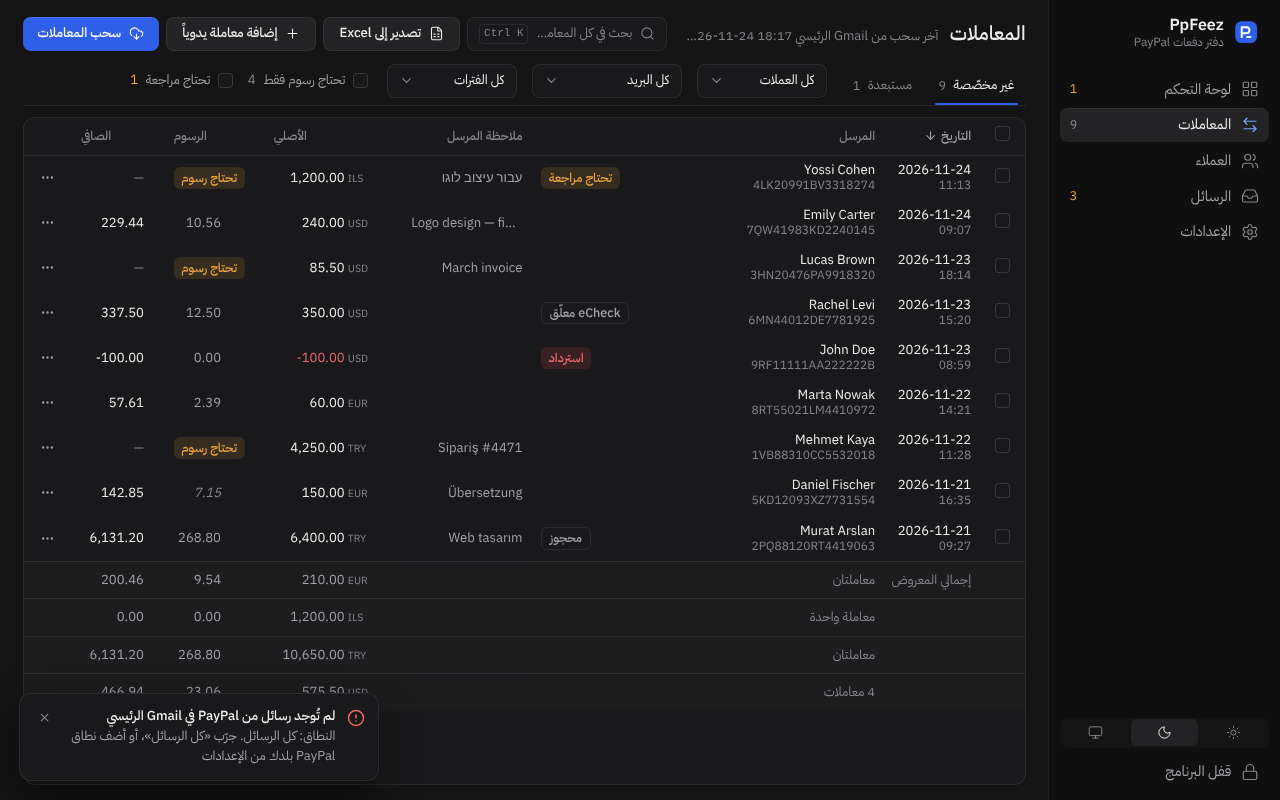 PpFeez
دفتر دفعات PayPal
لوحة التحكم 1
المعاملات 9
العملاء
الرسائل 3
الإعدادات
قفل البرنامج
المعاملات
آخر سحب من Gmail الرئيسي 18:17 24-11-26...
بحث في كل المعام... Ctrl K
تصدير إلى Excel
إضافة معاملة يدوياً
سحب المعاملات
غير مخصّصة 9
مستبعدة 1
كل العملات
كل البريد
كل الفترات
تحتاج رسوم فقط 4
تحتاج مراجعة 1
التاريخ المرسل ملاحظة المرسل الأصلي الرسوم الصافي
2026-11-24 Yossi Cohen تحتاج مراجعة עבור עיצוב לוגו 1,200.00 ILS تحتاج رسوم —
11:13 4LK20991BV3318274
2026-11-24 Emily Carter Logo design — fi... 240.00 USD 10.56 229.44
09:07 7QW41983KD2240145
2026-11-23 Lucas Brown March invoice 85.50 USD تحتاج رسوم —
18:14 3HN20476PA9918320
2026-11-23 Rachel Levi eCheck معلّق 350.00 USD 12.50 337.50
15:20 6MN44012DE7781925
2026-11-23 John Doe استرداد -100.00 USD 0.00 -100.00
08:59 9RF11111AA222222B
2026-11-22 Marta Nowak 60.00 EUR 2.39 57.61
14:21 8RT55021LM4410972
2026-11-22 Mehmet Kaya Sipariş #4471 4,250.00 TRY تحتاج رسوم —
11:28 1VB88310CC5532018
2026-11-21 Daniel Fischer Übersetzung 150.00 EUR 7.15 142.85
16:35 5KD12093XZ7731554
2026-11-21 Murat Arslan محجوز Web tasarım 6,400.00 TRY 268.80 6,131.20
09:27 2PQ88120RT4419063
إجمالي المعروض معاملتان 210.00 EUR 9.54 200.46
معاملة واحدة 1,200.00 ILS 0.00 0.00
معاملتان 10,650.00 TRY 268.80 6,131.20
4 معاملات 575.50 USD 23.06 466.94
لم تُوجد رسائل من PayPal في Gmail الرئيسي
النطاق: كل الرسائل. جرّب «كل الرسائل»، أو أضف نطاق
PayPal بلدك من الإعدادات